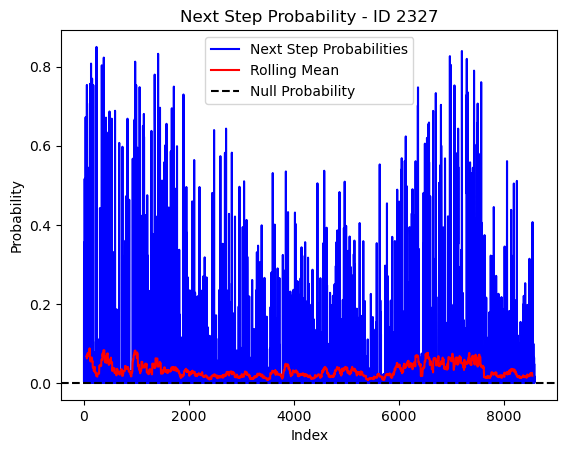 Next Step Probability - ID 2327
Next Step Probabilities
Rolling Mean
Null Probability
Probability
0.8
0.6
0.4
0.2
0.0
0
2000
4000
6000
8000
Index